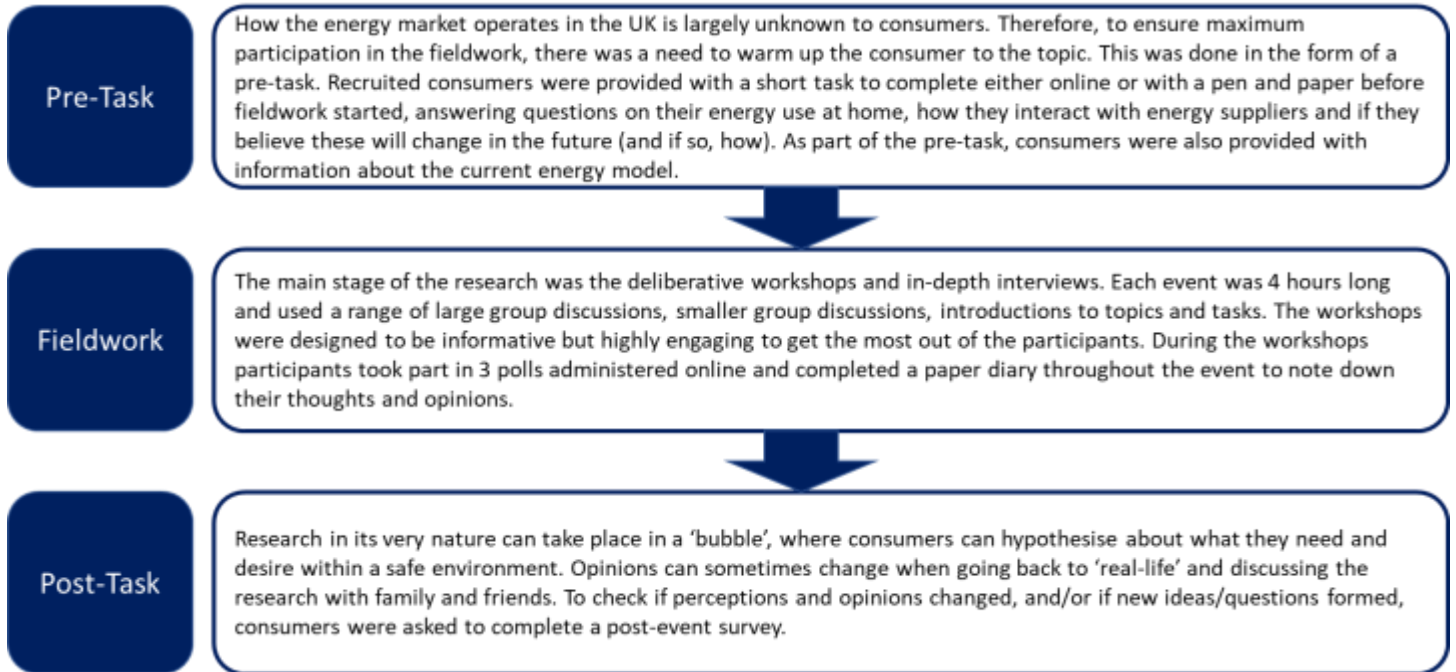 Pre-Task
How the energy market operates in the UK is largely unknown to consumers. Therefore, to ensure maximum
participation in the fieldwork, there was a need to warm up the consumer to the topic. This was done in the form of a
pre-task. Recruited consumers were provided with a short task to complete either online or with a pen and paper before
fieldwork started, answering questions on their energy use at home, how they interact with energy suppliers and if they
believe these will change in the future (and if so, how). As part of the pre-task, consumers were also provided with
information about the current energy model.
Fieldwork
The main stage of the research was the deliberative workshops and in-depth interviews. Each event was 4 hours long
and used a range of large group discussions, smaller group discussions, introductions to topics and tasks. The workshops
were designed to be informative but highly engaging to get the most out of the participants. During the workshops
participants took part in 3 polls administered online and completed a paper diary throughout the event to note down
their thoughts and opinions.
Post-Task
Research in its very nature can take place in a ‘bubble’, where consumers can hypothesise about what they need and
desire within a safe environment. Opinions can sometimes change when going back to ‘real-life’ and discussing the
research with family and friends. To check if perceptions and opinions changed, and/or if new ideas/questions formed,
consumers were asked to complete a post-event survey.